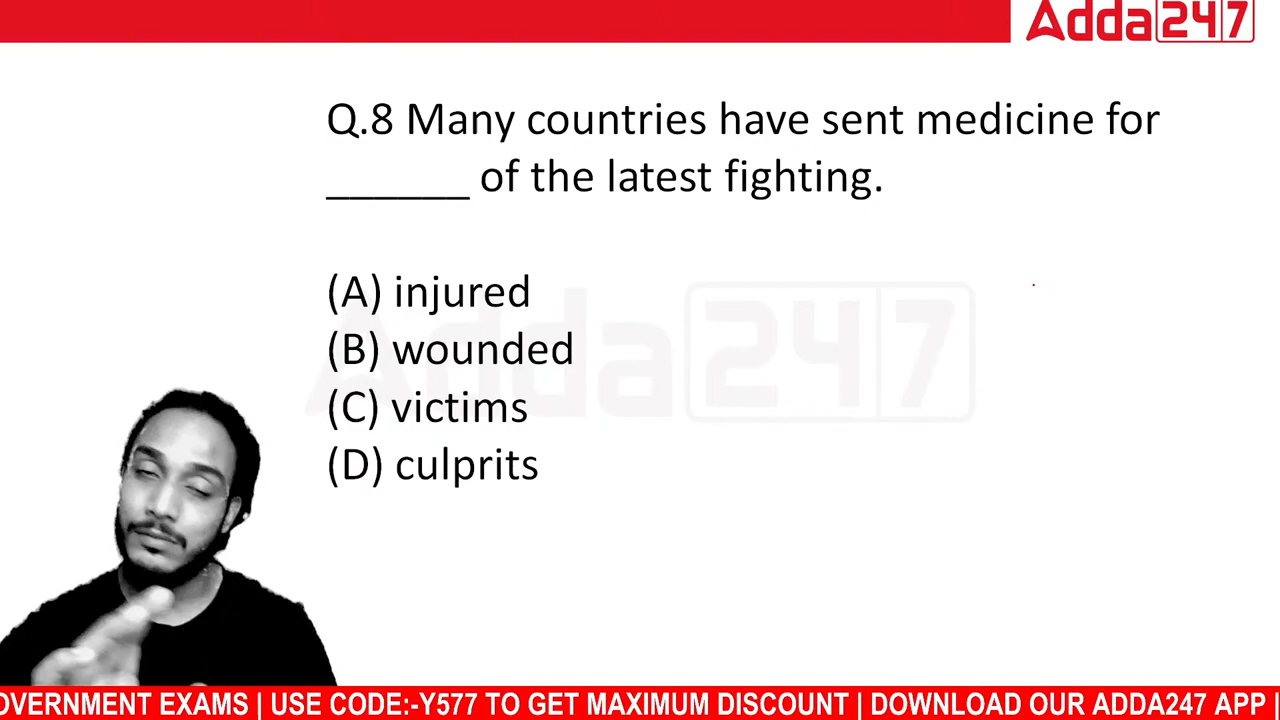 Adda247
Q.8 Many countries have sent medicine for
______ of the latest fighting.
(A) injured
(B) wounded
(C) victims
(D) culprits
Adda247
OVERNMENT EXAMS | USE CODE:-Y577 TO GET MAXIMUM DISCOUNT | DOWNLOAD OUR ADDA247 APP |